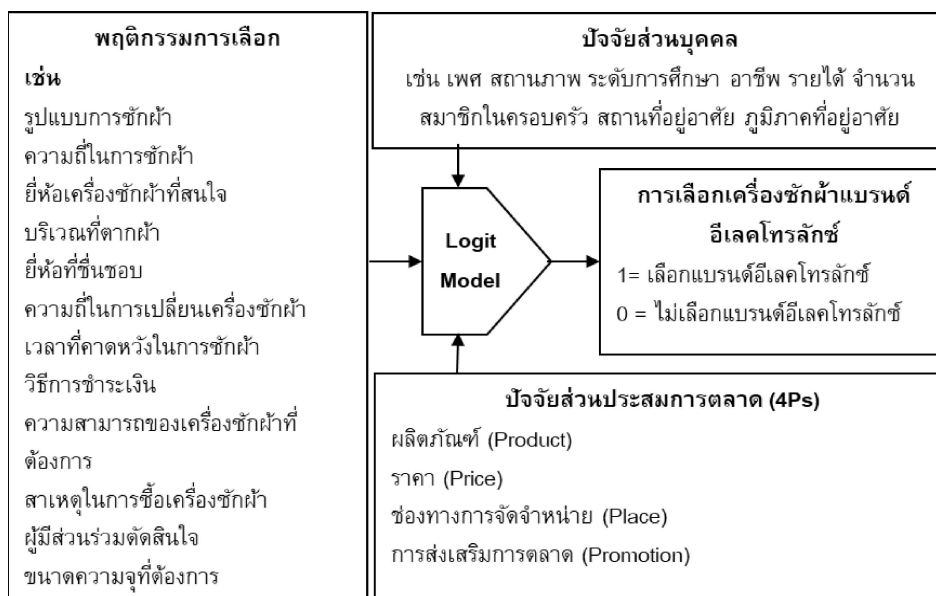 พฤติกรรมการเลือก
เช่น
รูปแบบการซักผ้า
ความถี่ในการซักผ้า
ยี่ห้อเครื่องซักผ้าที่สนใจ
บริเวณที่ตากผ้า
ยี่ห้อที่ชื่นชอบ
ความถี่ในการเปลี่ยนเครื่องซักผ้า
เวลาที่คาดหวังในการซักผ้า
วิธีการชำระเงิน
ความสามารถของเครื่องซักผ้าที่
ต้องการ
สาเหตุในการซื้อเครื่องซักผ้า
ผู้มีส่วนร่วมตัดสินใจ
ขนาดความจุที่ต้องการ
ปัจจัยส่วนบุคคล
เช่น เพศ สถานภาพ ระดับการศึกษา อาชีพ รายได้ จำนวน
สมาชิกในครอบครัว สถานที่อยู่อาศัย ภูมิภาคที่อยู่อาศัย
Logit
Model
การเลือกเครื่องซักผ้าแบรนด์
อีเลคโทรลักซ์
1= เลือกแบรนด์อีเลคโทรลักซ์
0 = ไม่เลือกแบรนด์อีเลคโทรลักซ์
ปัจจัยส่วนประสมการตลาด (4Ps)
ผลิตภัณฑ์ (Product)
ราคา (Price)
ช่องทางการจัดจำหน่าย (Place)
การส่งเสริมการตลาด (Promotion)